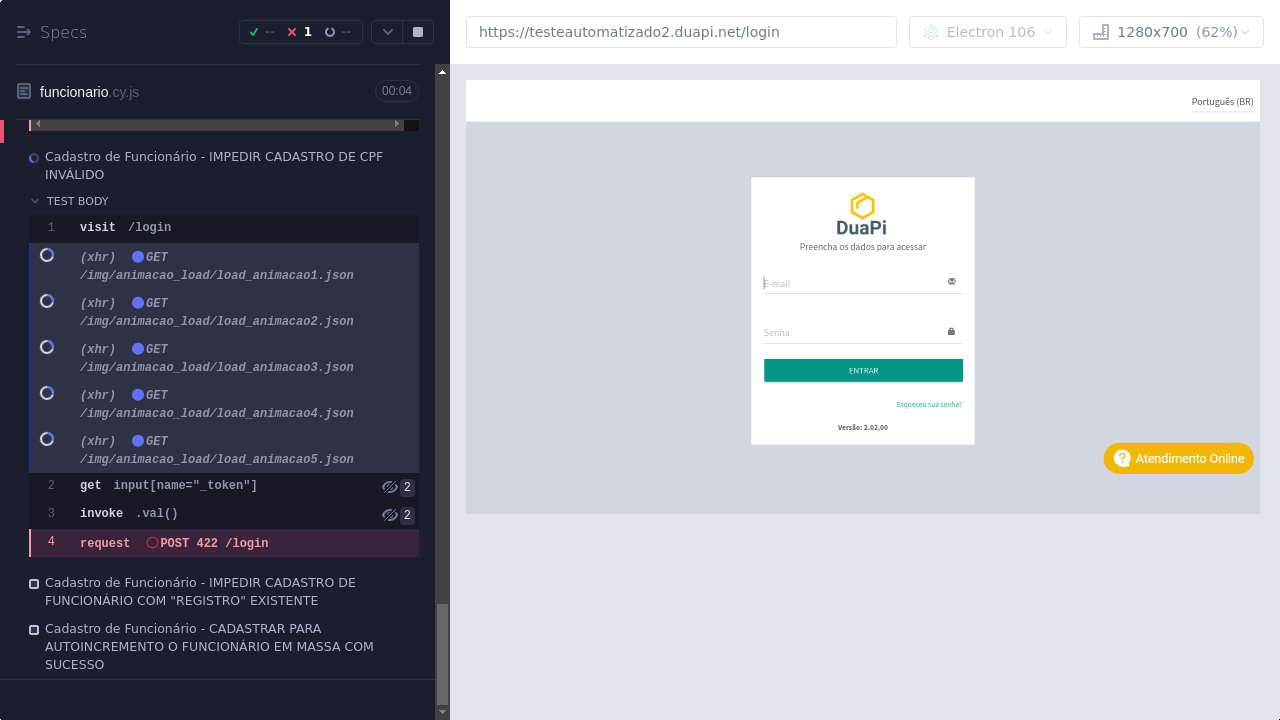 Specs
-- 1 --
https://testeautomatizado2.duapi.net/login
Electron 106
1280x700 (62%)
funcionario.cy.js
00:04
Cadastro de Funcionário - IMPEDIR CADASTRO DE CPF
INVÁLIDO
TEST BODY
1 visit /login
(xhr) GET
/img/animacao_load/load_animacao1.json
(xhr) GET
/img/animacao_load/load_animacao2.json
(xhr) GET
/img/animacao_load/load_animacao3.json
(xhr) GET
/img/animacao_load/load_animacao4.json
(xhr) GET
/img/animacao_load/load_animacao5.json
2 get input[name="_token"] 2
3 invoke .val() 2
4 request POST 422 /login
Cadastro de Funcionário - IMPEDIR CADASTRO DE
FUNCIONÁRIO COM "REGISTRO" EXISTENTE
Cadastro de Funcionário - CADASTRAR PARA
AUTOINCREMENTO O FUNCIONÁRIO EM MASSA COM
SUCESSO
Português (BR)
DuaPi
Preencha os dados para acessar
E-mail
Senha
ENTRAR
Esqueceu sua senha?
Versão: 2.02.00
Atendimento Online